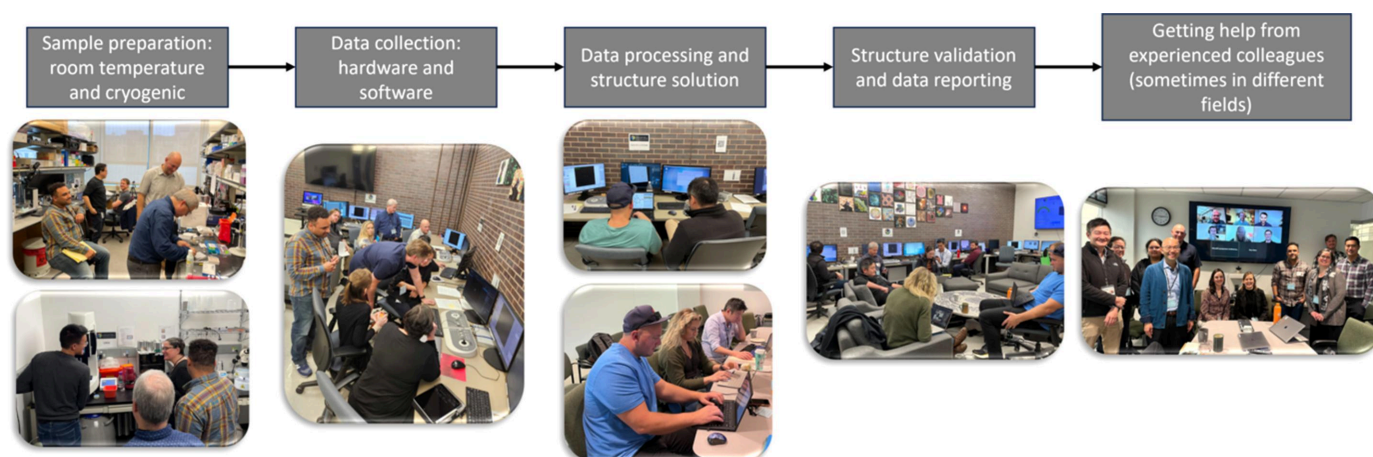 Sample preparation:
room temperature
and cryogenic
Data collection:
hardware and
software
Data processing and
structure solution
Structure validation
and data reporting
Getting help from
experienced colleagues
(sometimes in different
fields)